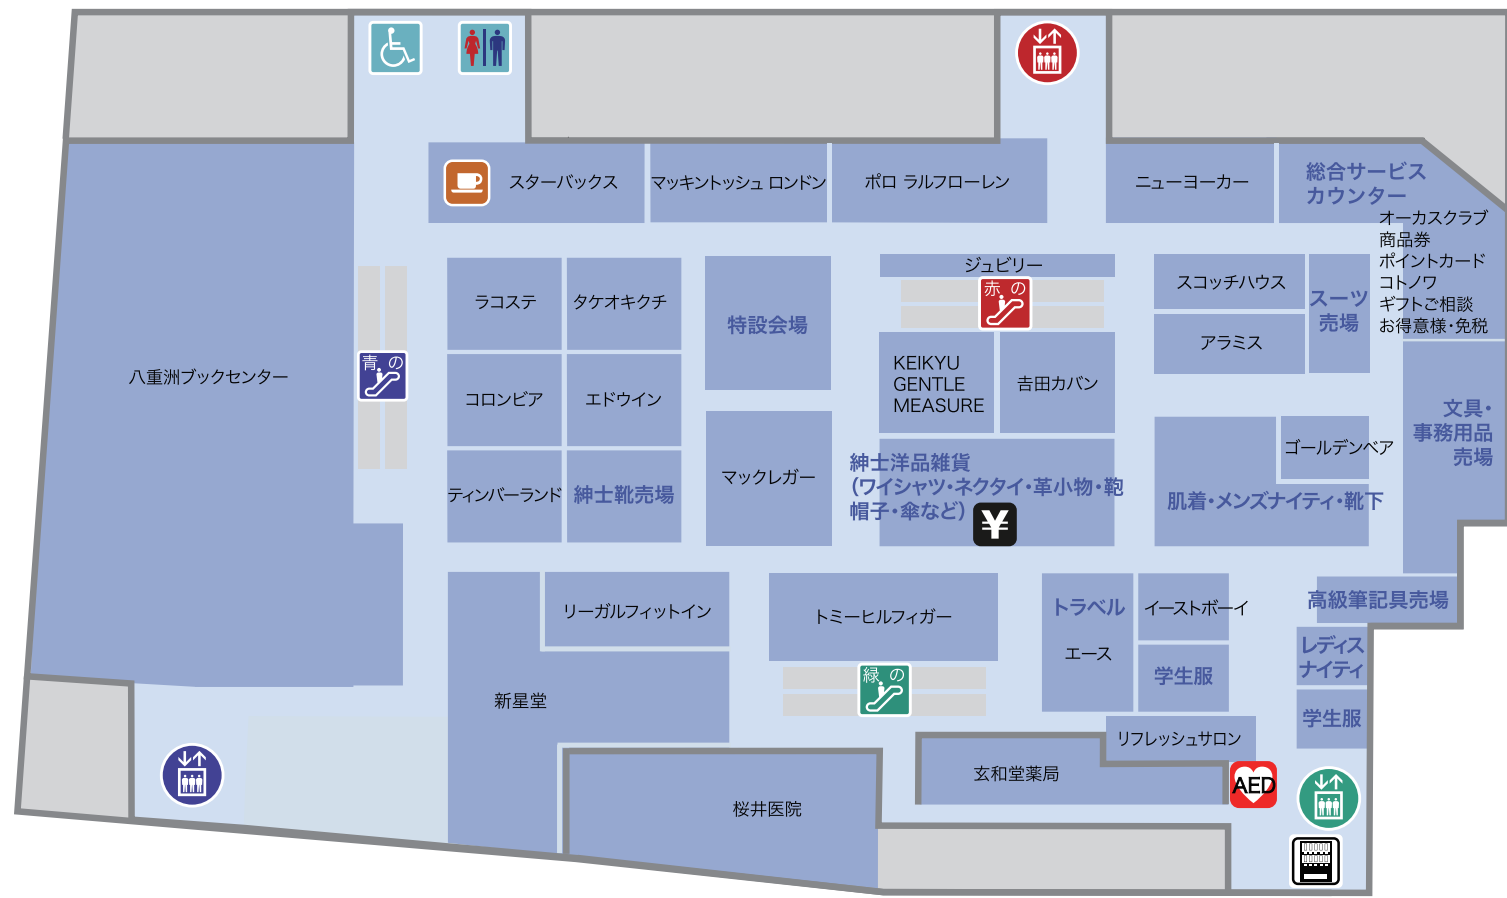 スターバックス
マッキントッシュ ロンドン
ポロ ラルフローレン
ニューヨーカー
総合サービス
カウンター
オーカスクラブ
商品券
ポイントカード
コトノワ
ギフトご相談
お得意様・免税
ジュビリー
赤の
スコッチハウス
スーツ
売場
アラミス
ラコステ
タケオキクチ
特設会場
八重洲ブックセンター
青の
コロンビア
エドウイン
KEIKYU
GENTLE
MEASURE
吉田カバン
文具・
事務用品
売場
ゴールデンベア
肌着・メンズナイティ・靴下
ティンバーランド
紳士靴売場
マックレガー
紳士洋品雑貨
(ワイシャツ・ネクタイ・革小物・鞄
帽子・傘など)
¥
リーガルフィットイン
トミーヒルフィガー
トラベル
エース
イーストボーイ
学生服
高級筆記具売場
レディス
ナイティ
学生服
新星堂
緑の
リフレッシュサロン
玄和堂薬局
AED
桜井医院